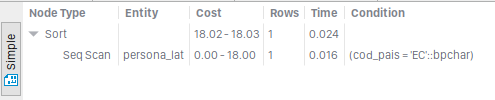 Node Type Entity Cost Rows Time Condition
Sort 18.02 - 18.03 1 0.024
Seq Scan persona_lat 0.00 - 18.00 1 0.016 (cod_pais = 'EC'::bpchar)
Simple